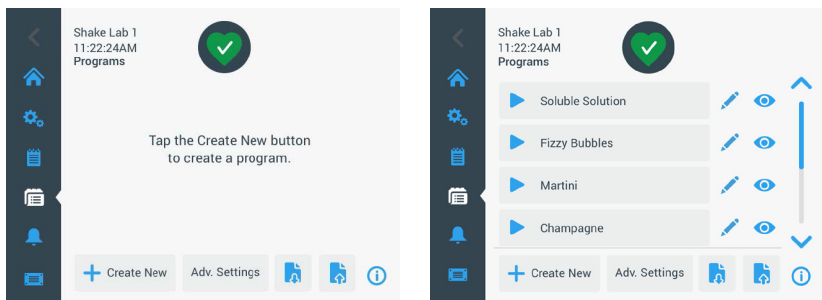 Shake Lab 1
11:22:24AM
Programs
Tap the Create New button
to create a program.
Create New
Adv. Settings
Shake Lab 1
11:22:24AM
Programs
Soluble Solution
Fizzy Bubbles
Martini
Champagne
Create New
Adv. Settings